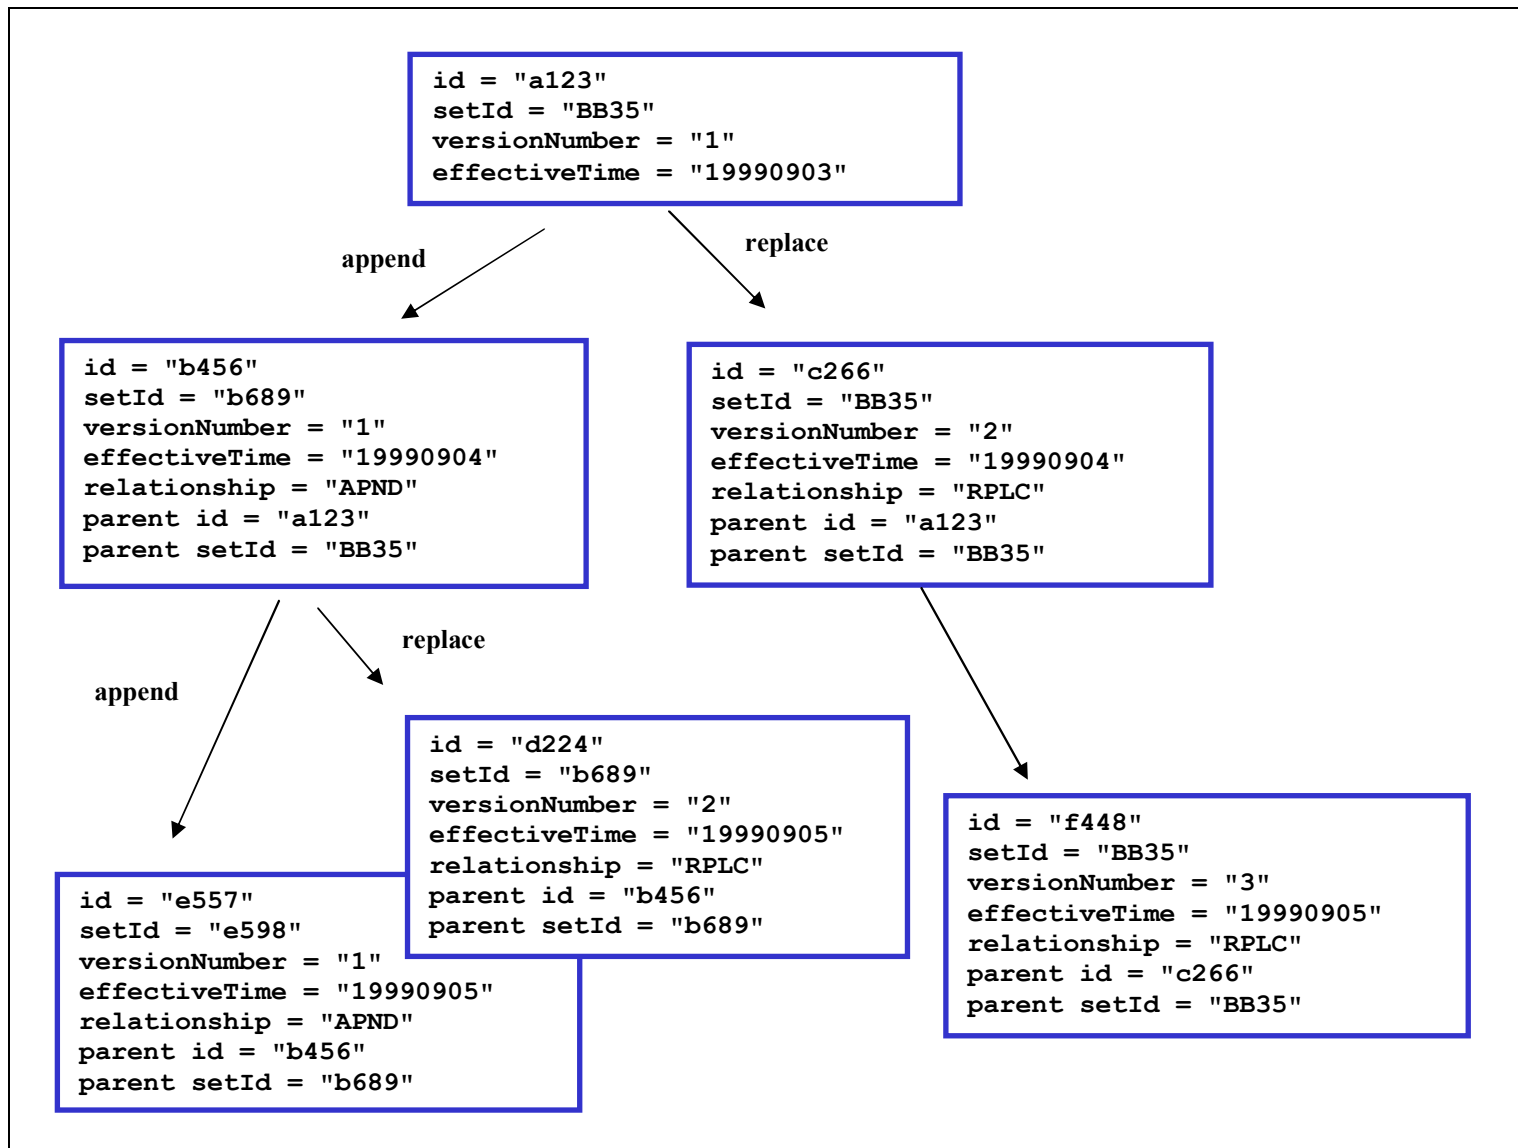 id = "a123"
setId = "BB35"
versionNumber = "1"
effectiveTime = "19990903"
append
replace
id = "b456"
setId = "b689"
versionNumber = "1"
effectiveTime = "19990904"
relationship = "APND"
parent id = "a123"
parent setId = "BB35"
id = "c266"
setId = "BB35"
versionNumber = "2"
effectiveTime = "19990904"
relationship = "RPLC"
parent id = "a123"
parent setId = "BB35"
append
replace
id = "e557"
setId = "e598"
versionNumber = "1"
effectiveTime = "19990905"
relationship = "APND"
parent id = "b456"
parent setId = "b689"
id = "d224"
setId = "b689"
versionNumber = "2"
effectiveTime = "19990905"
relationship = "RPLC"
parent id = "b456"
parent setId = "b689"
id = "f448"
setId = "BB35"
versionNumber = "3"
effectiveTime = "19990905"
relationship = "RPLC"
parent id = "c266"
parent setId = "BB35"